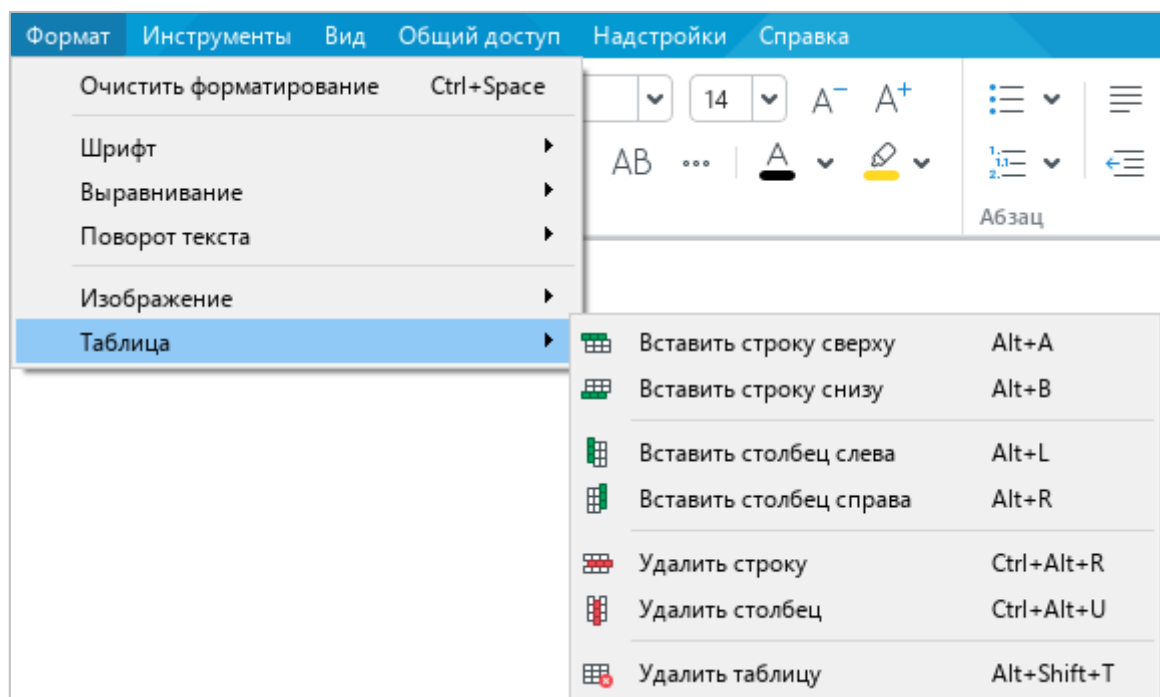 Формат Инструменты Вид Общий доступ Надстройки Справка
Очистить форматирование Ctrl+Space
14 A− A+
Шрифт
AB ••• A
Выравнивание
Поворот текста
Абзац
Изображение
Таблица
Вставить строку сверху Alt+A
Вставить строку снизу Alt+B
Вставить столбец слева Alt+L
Вставить столбец справа Alt+R
Удалить строку Ctrl+Alt+R
Удалить столбец Ctrl+Alt+U
Удалить таблицу Alt+Shift+T